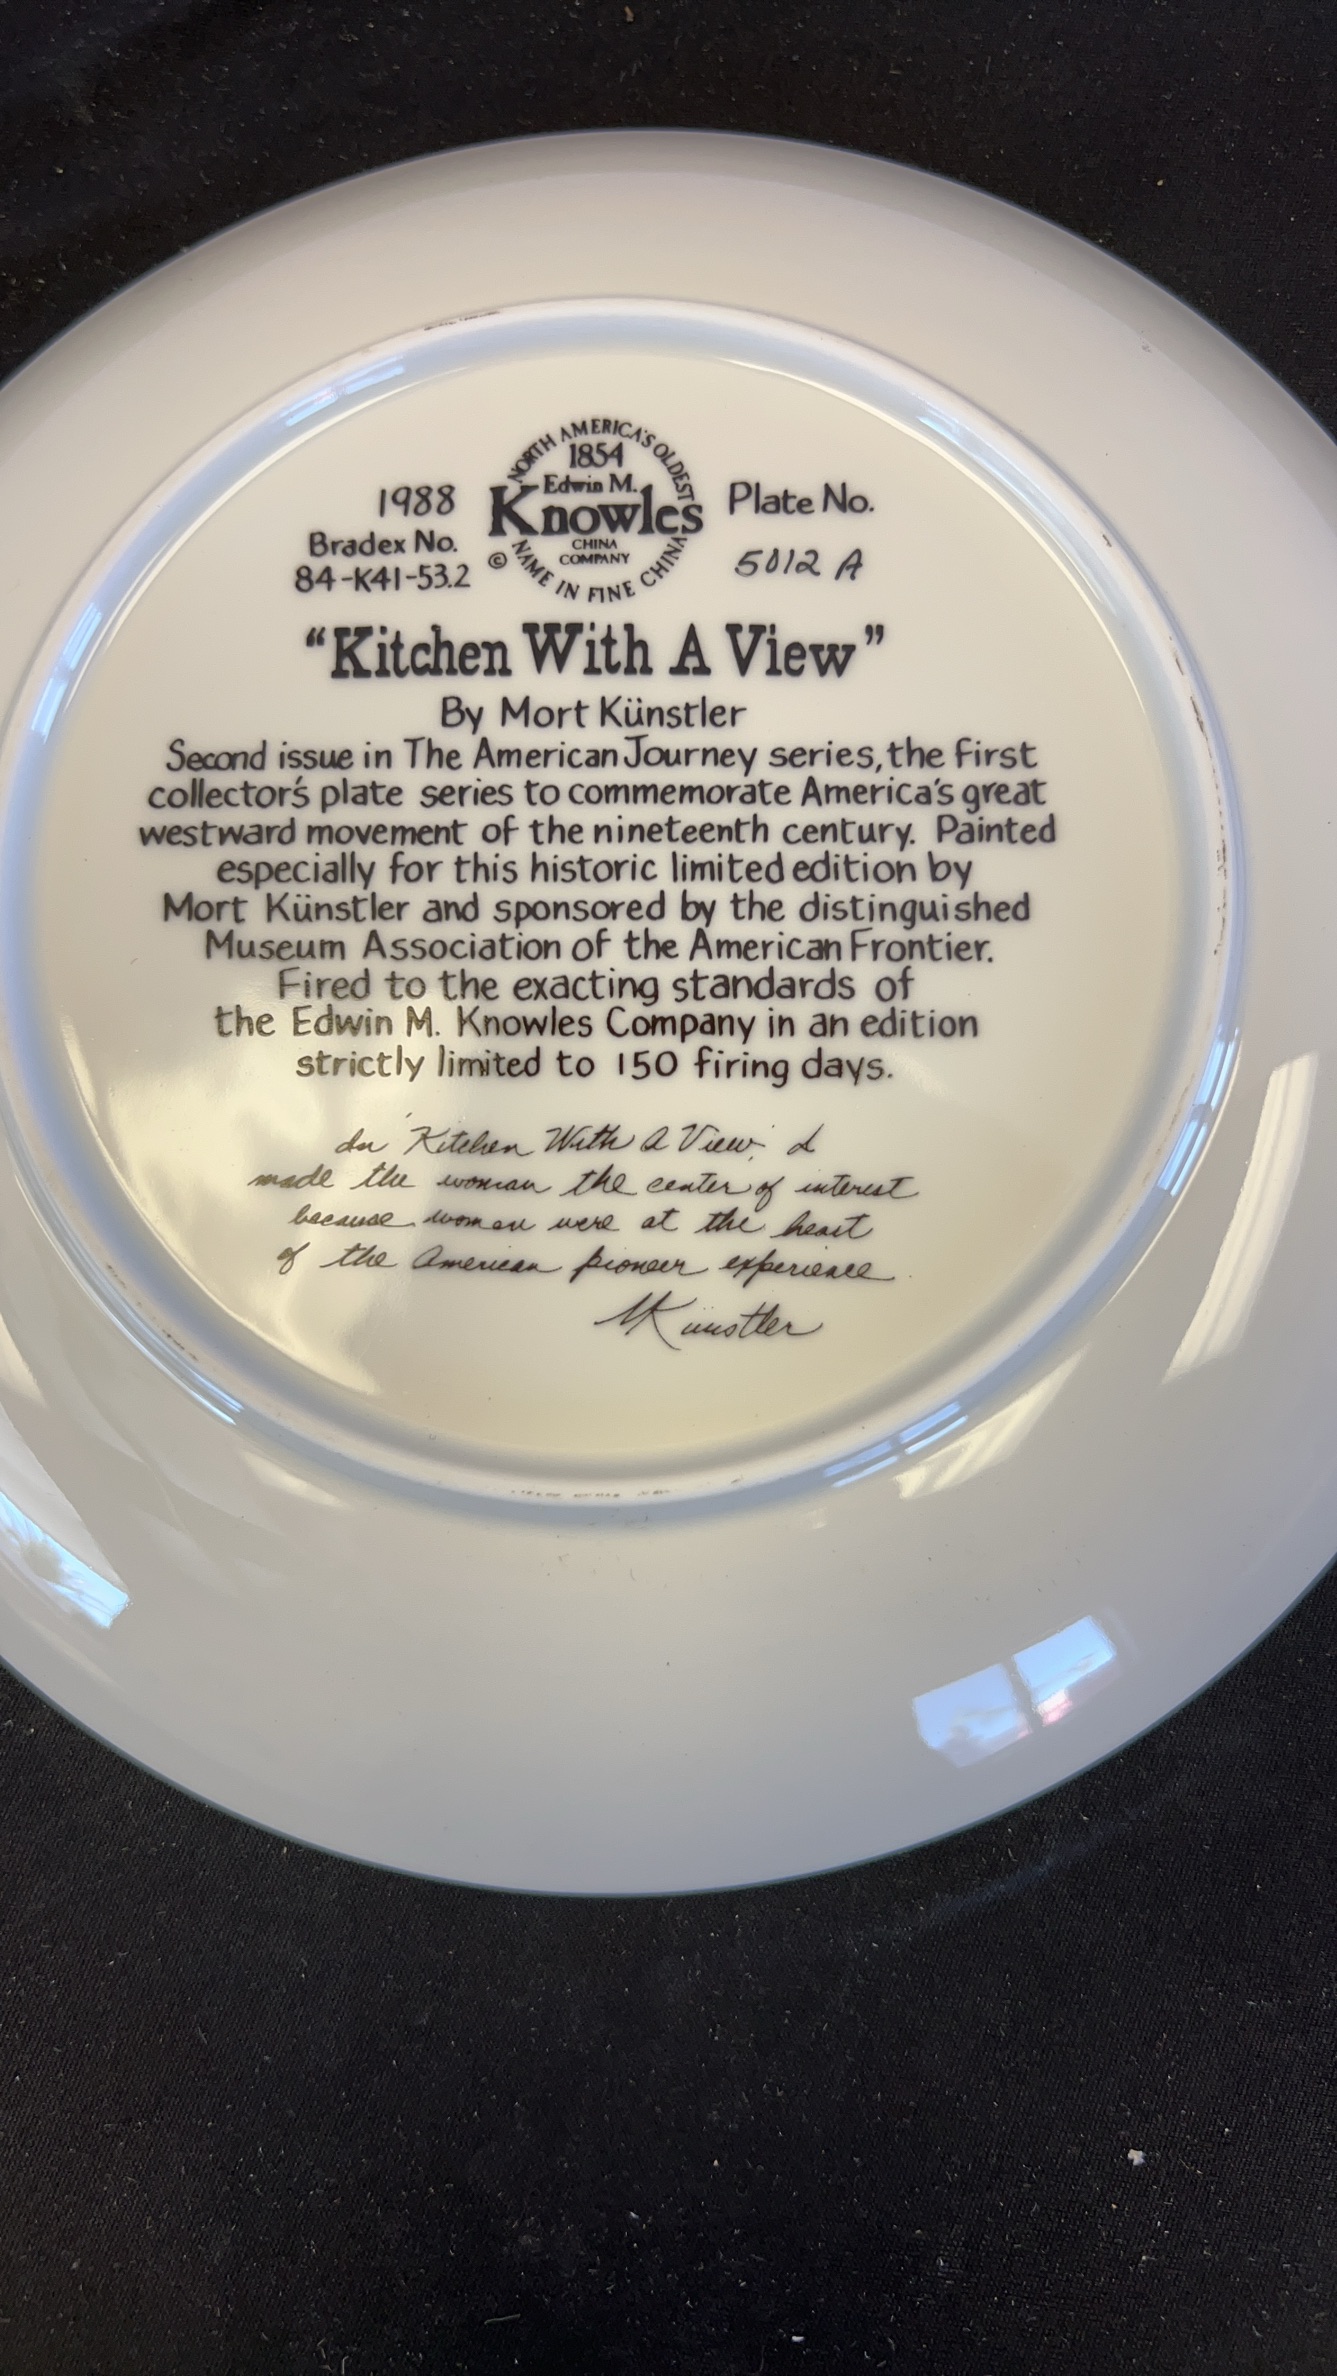 NORTH AMERICA'S OLDEST
1854
Edwin M.
Knowles
CHINA
COMPANY
NAME IN FINE CHINA
©
1988
Bradex No.
84-K41-53.2
Plate No.
5012 A
“Kitchen With A View”
By Mort Künstler
Second issue in The American Journey series, the first
collector's plate series to commemorate America's great
westward movement of the nineteenth century. Painted
especially for this historic limited edition by
Mort Künstler and sponsored by the distinguished
Museum Association of the American Frontier.
Fired to the exacting standards of
the Edwin M. Knowles Company in an edition
strictly limited to 150 firing days.
In 'Kitchen With A View', I
made the woman the center of interest
because women were at the heart
of the American pioneer experience.
MKünstler